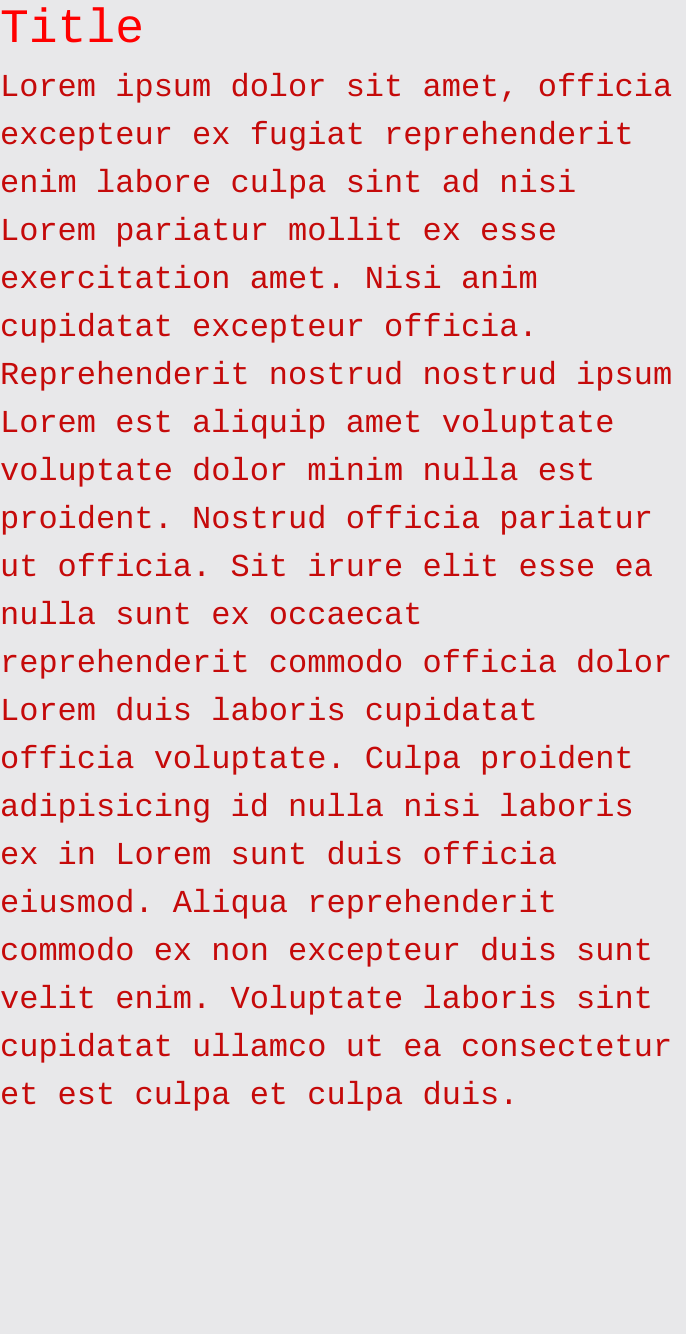 Title
Lorem ipsum dolor sit amet, officia
excepteur ex fugiat reprehenderit
enim labore culpa sint ad nisi
Lorem pariatur mollit ex esse
exercitation amet. Nisi anim
cupidatat excepteur officia.
Reprehenderit nostrud nostrud ipsum
Lorem est aliquip amet voluptate
voluptate dolor minim nulla est
proident. Nostrud officia pariatur
ut officia. Sit irure elit esse ea
nulla sunt ex occaecat
reprehenderit commodo officia dolor
Lorem duis laboris cupidatat
officia voluptate. Culpa proident
adipisicing id nulla nisi laboris
ex in Lorem sunt duis officia
eiusmod. Aliqua reprehenderit
commodo ex non excepteur duis sunt
velit enim. Voluptate laboris sint
cupidatat ullamco ut ea consectetur
et est culpa et culpa duis.